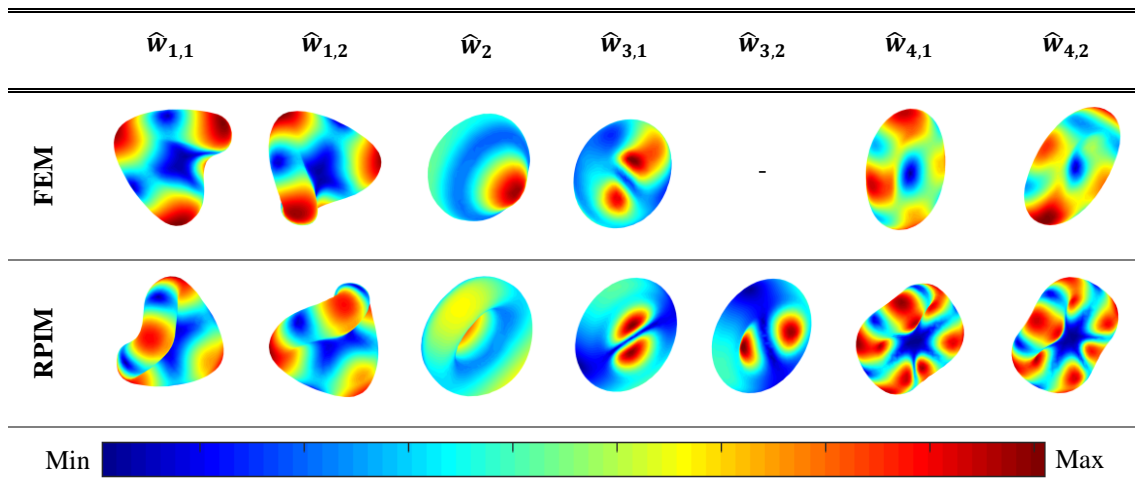 ŵ₁,₁ ŵ₁,₂ ŵ₂ ŵ₃,₁ ŵ₃,₂ ŵ₄,₁ ŵ₄,₂
FEM -
RPIM
Min Max